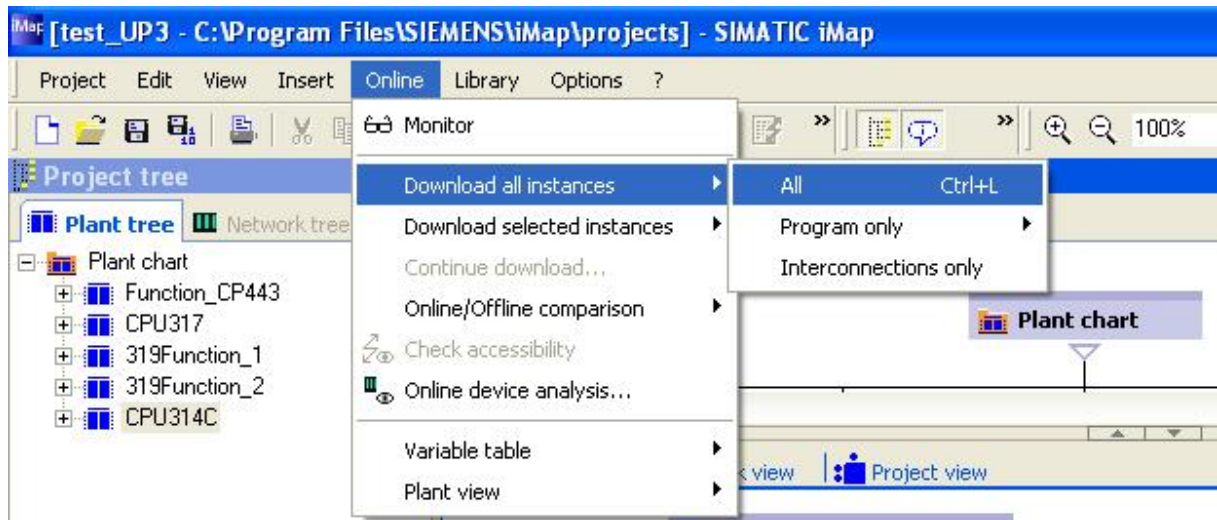 iMap [test_UP3 - C:\Program Files\SIEMENS\iMap\projects] - SIMATIC iMap
Project Edit View Insert Online Library Options ?
100%
Project tree
Plant tree Network tree
Plant chart
Function_CP443
CPU317
319Function_1
319Function_2
CPU314C
Monitor
Download all instances
Download selected instances
Continue download...
Online/Offline comparison
Check accessibility
Online device analysis...
Variable table
Plant view
All Ctrl+L
Program only
Interconnections only
Plant chart
view Project view